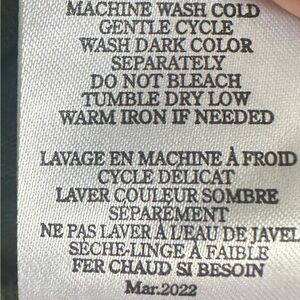 MACHINE WASH COLD
GENTLE CYCLE
WASH DARK COLOR
SEPARATELY
DO NOT BLEACH
TUMBLE DRY LOW
WARM IRON IF NEEDED
LAVAGE EN MACHINE À FROID
CYCLE DELICAT
LAVER COULEUR SOMBRE
SÉPAREMENT
NE PAS LAVER À L'EAU DE JAVEL
SECHE-LINGE À FAIBLE
FER CHAUD SI BESOIN
Mar.2022